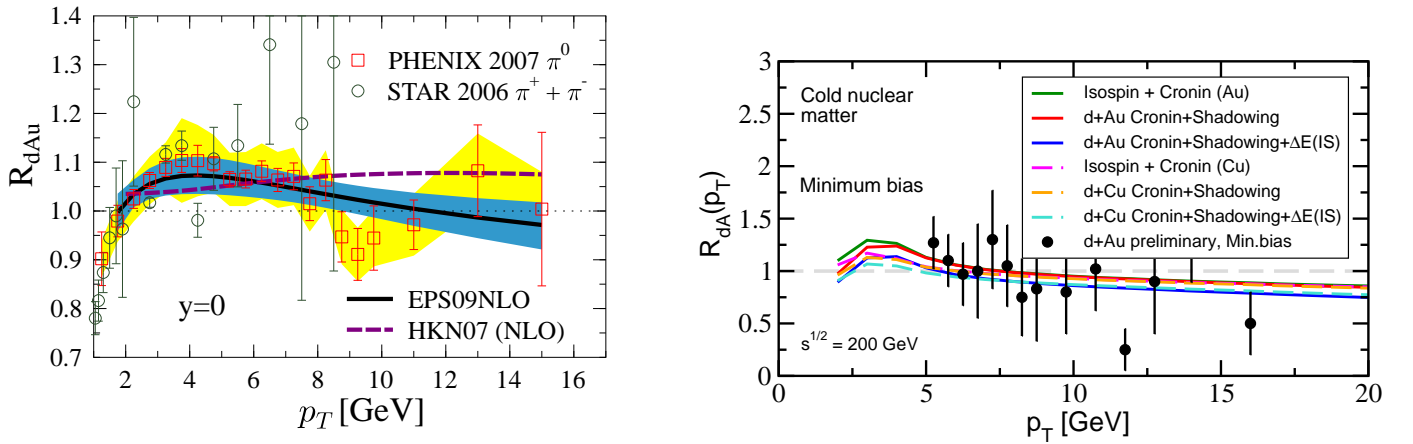 R_dAu
1.4
1.3
1.2
1.1
1.0
0.9
0.8
0.7
PHENIX 2007 π^0
STAR 2006 π^+ + π^-
y=0
EPS09NLO
HKN07 (NLO)
2 4 6 8 10 12 14 16
p_T [GeV]
R_dA(p_T)
3
2.5
2
1.5
1
0.5
0
Cold nuclear
matter
Minimum bias
Isospin + Cronin (Au)
d+Au Cronin+Shadowing
d+Au Cronin+Shadowing+ΔE(IS)
Isospin + Cronin (Cu)
d+Cu Cronin+Shadowing
d+Cu Cronin+Shadowing+ΔE(IS)
d+Au preliminary, Min.bias
s^1/2 = 200 GeV
0 5 10 15 20
p_T [GeV]